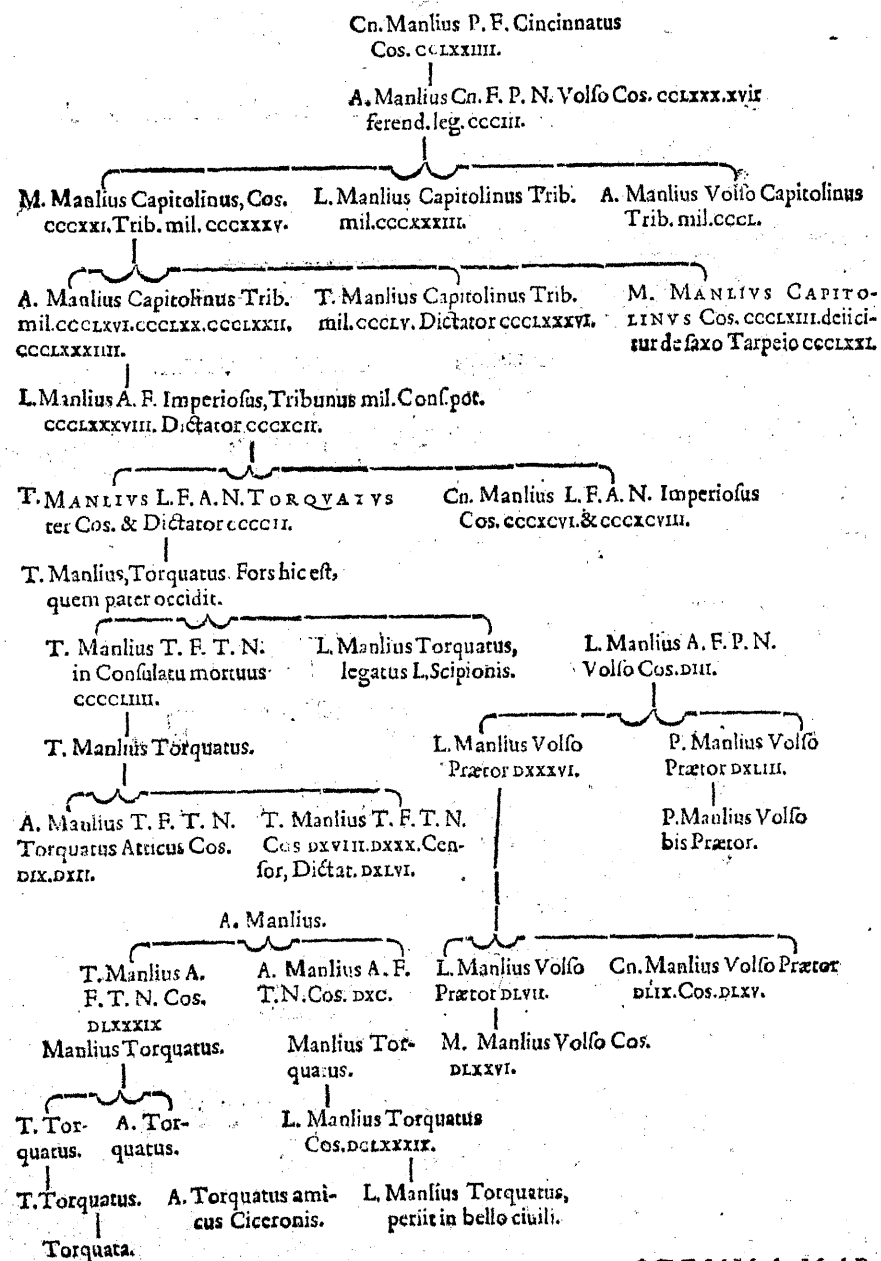 Cn. Manlius P. F. Cincinnatus
Cos. CCLXXIIII.
A. Manlius Cn. F. P. N. Volſo Cos. CCLXXX. xvir
ferend. leg. CCCIII.
M. Manlius Capitolinus, Cos.
CCCXXI. Trib. mil. CCCXXXV.
L. Manlius Capitolinus Trib.
mil. CCCXXXIII.
A. Manlius Volſo Capitolinus
Trib. mil. CCCL.
A. Manlius Capitolinus Trib.
mil. CCCLXVI. CCCLXX. CCCLXXII.
CCCLXXXIIII.
T. Manlius Capitolinus Trib.
mil. CCCLV. Dictator CCCLXXXVI.
M. MANLIVS CAPITO-
LINVS Cos. CCCLXIII. deiici-
tur de ſaxo Tarpeio CCCLXXI.
L. Manlius A. F. Imperioſus, Tribunus mil. Conſ. pot.
CCCLXXXVIII. Dictator CCCXCII.
T. MANLIVS L. F. A. N. TORQVATVS
ter Cos. & Dictator CCCCII.
Cn. Manlius L. F. A. N. Imperioſus
Cos. CCCXCVI. & CCCXCVIII.
T. Manlius, Torquatus. Fors hic eſt,
quem pater occidit.
T. Manlius T. F. T. N.
in Conſulatu mortuus
CCCCLIIII.
L. Manlius Torquatus,
legatus L. Scipionis.
L. Manlius A. F. P. N.
Volſo Cos. DIII.
T. Manlius Torquatus.
L. Manlius Volſo
Prætor DXXXVI.
P. Manlius Volſo
Prætor DXLIII.
A. Manlius T. F. T. N.
Torquatus Atticus Cos.
DIX. DXII.
T. Manlius T. F. T. N.
Cos DXVIII. DXXX. Cen-
ſor, Dictat. DXLVI.
P. Manlius Volſo
bis Prætor.
A. Manlius.
T. Manlius A.
F. T. N. Cos.
DLXXXIX
A. Manlius A. F.
T. N. Cos. DXC.
L. Manlius Volſo
Prætor DLVII.
Cn. Manlius Volſo Prætor
DLIX. Cos. DLXV.
Manlius Torquatus.
Manlius Tor-
quatus.
M. Manlius Volſo Cos.
DLXXVI.
T. Tor-
quatus.
A. Tor-
quatus.
L. Manlius Torquatus
Cos. DCLXXXIX.
T. Torquatus.
A. Torquatus ami-
cus Ciceronis.
L. Manlius Torquatus,
periit in bello ciuili.
Torquata.